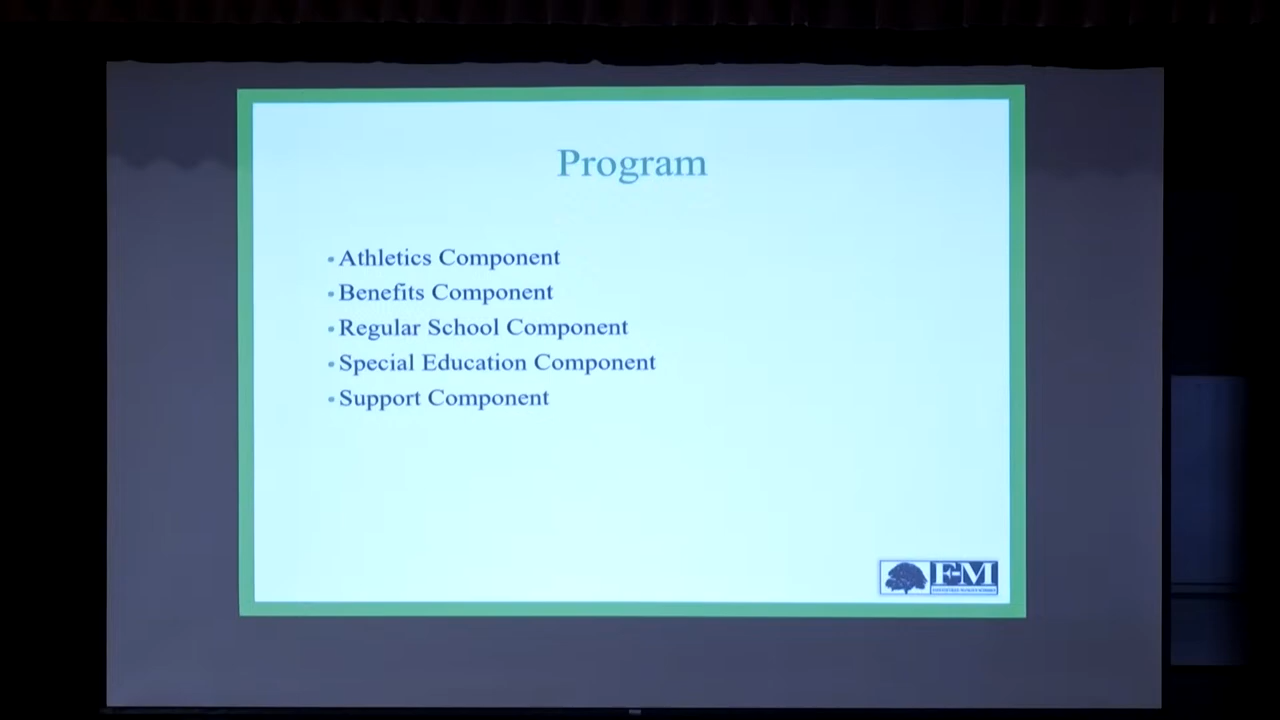 Program
• Athletics Component
• Benefits Component
• Regular School Component
• Special Education Component
• Support Component
F-M